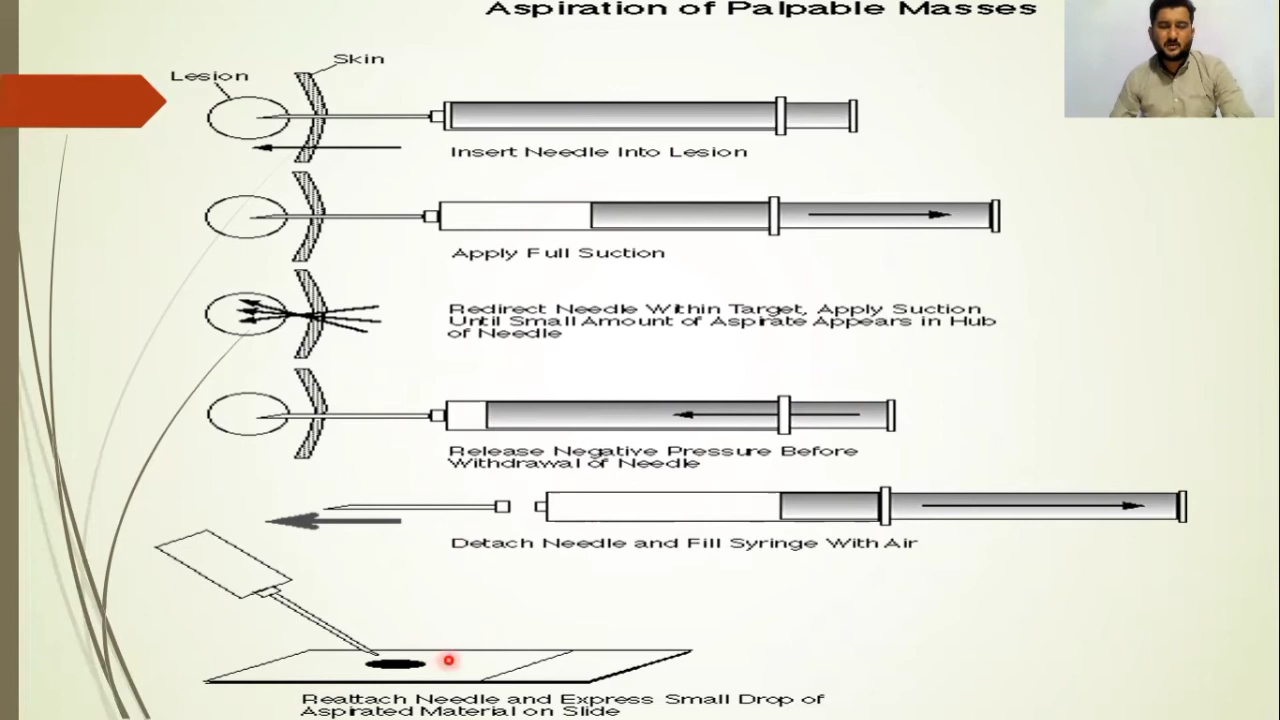 Aspiration of Palpable Masses
Skin
Lesion
Insert Needle Into Lesion
Apply Full Suction
Redirect Needle Within Target, Apply Suction
Until Small Amount of Aspirate Appears in Hub
of Needle
Release Negative Pressure Before
Withdrawal of Needle
Detach Needle and Fill Syringe With Air
Reattach Needle and Express Small Drop of
Aspirated Material on Slide